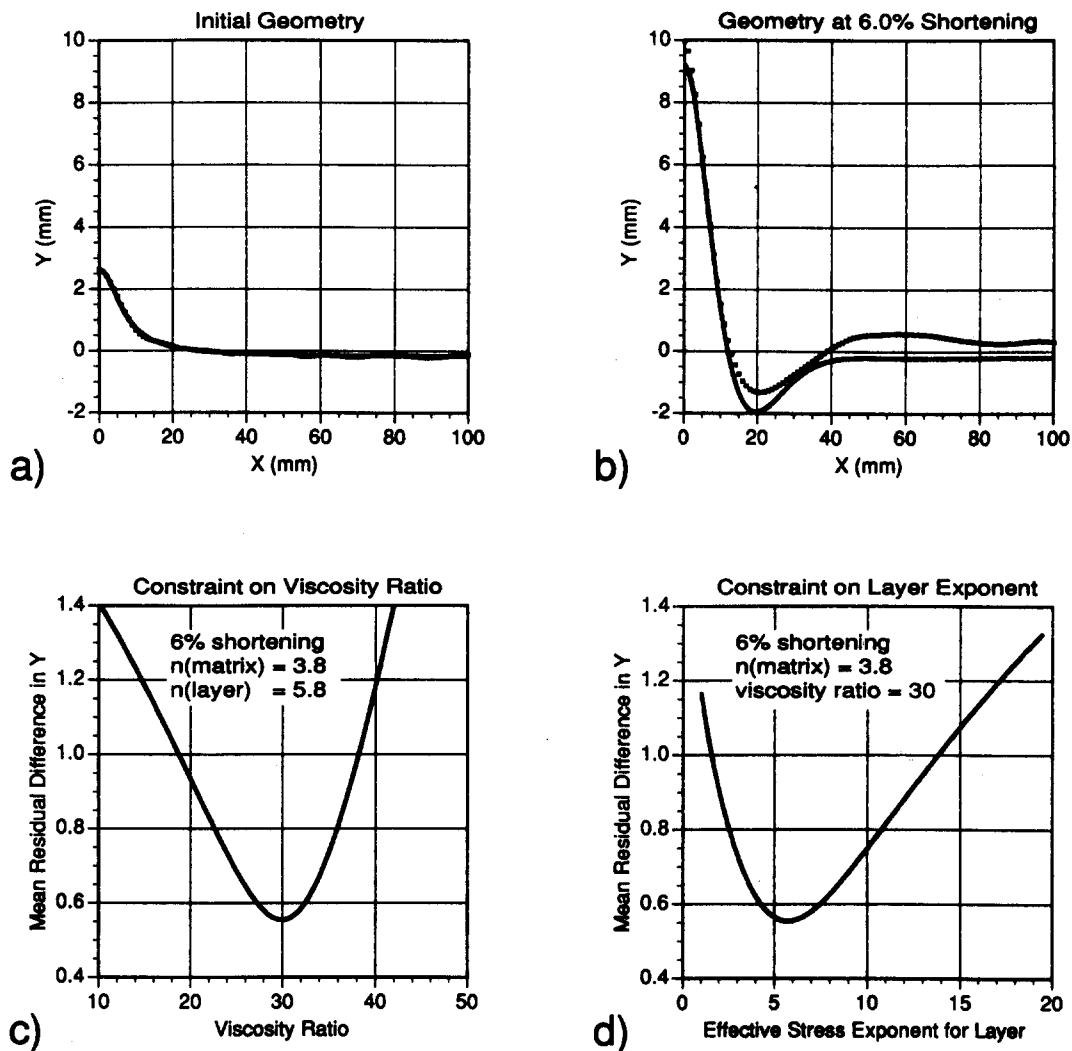 Initial Geometry
10
8
6
4
2
0
-2
Y (mm)
0 20 40 60 80 100
X (mm)
a)
Geometry at 6.0% Shortening
10
8
6
4
2
0
-2
Y (mm)
0 20 40 60 80 100
X (mm)
b)
Constraint on Viscosity Ratio
1.4
1.2
1.0
0.8
0.6
0.4
Mean Residual Difference in Y
6% shortening
n(matrix) = 3.8
n(layer) = 5.8
10 20 30 40 50
Viscosity Ratio
c)
Constraint on Layer Exponent
1.4
1.2
1.0
0.8
0.6
0.4
Mean Residual Difference in Y
6% shortening
n(matrix) = 3.8
viscosity ratio = 30
0 5 10 15 20
Effective Stress Exponent for Layer
d)